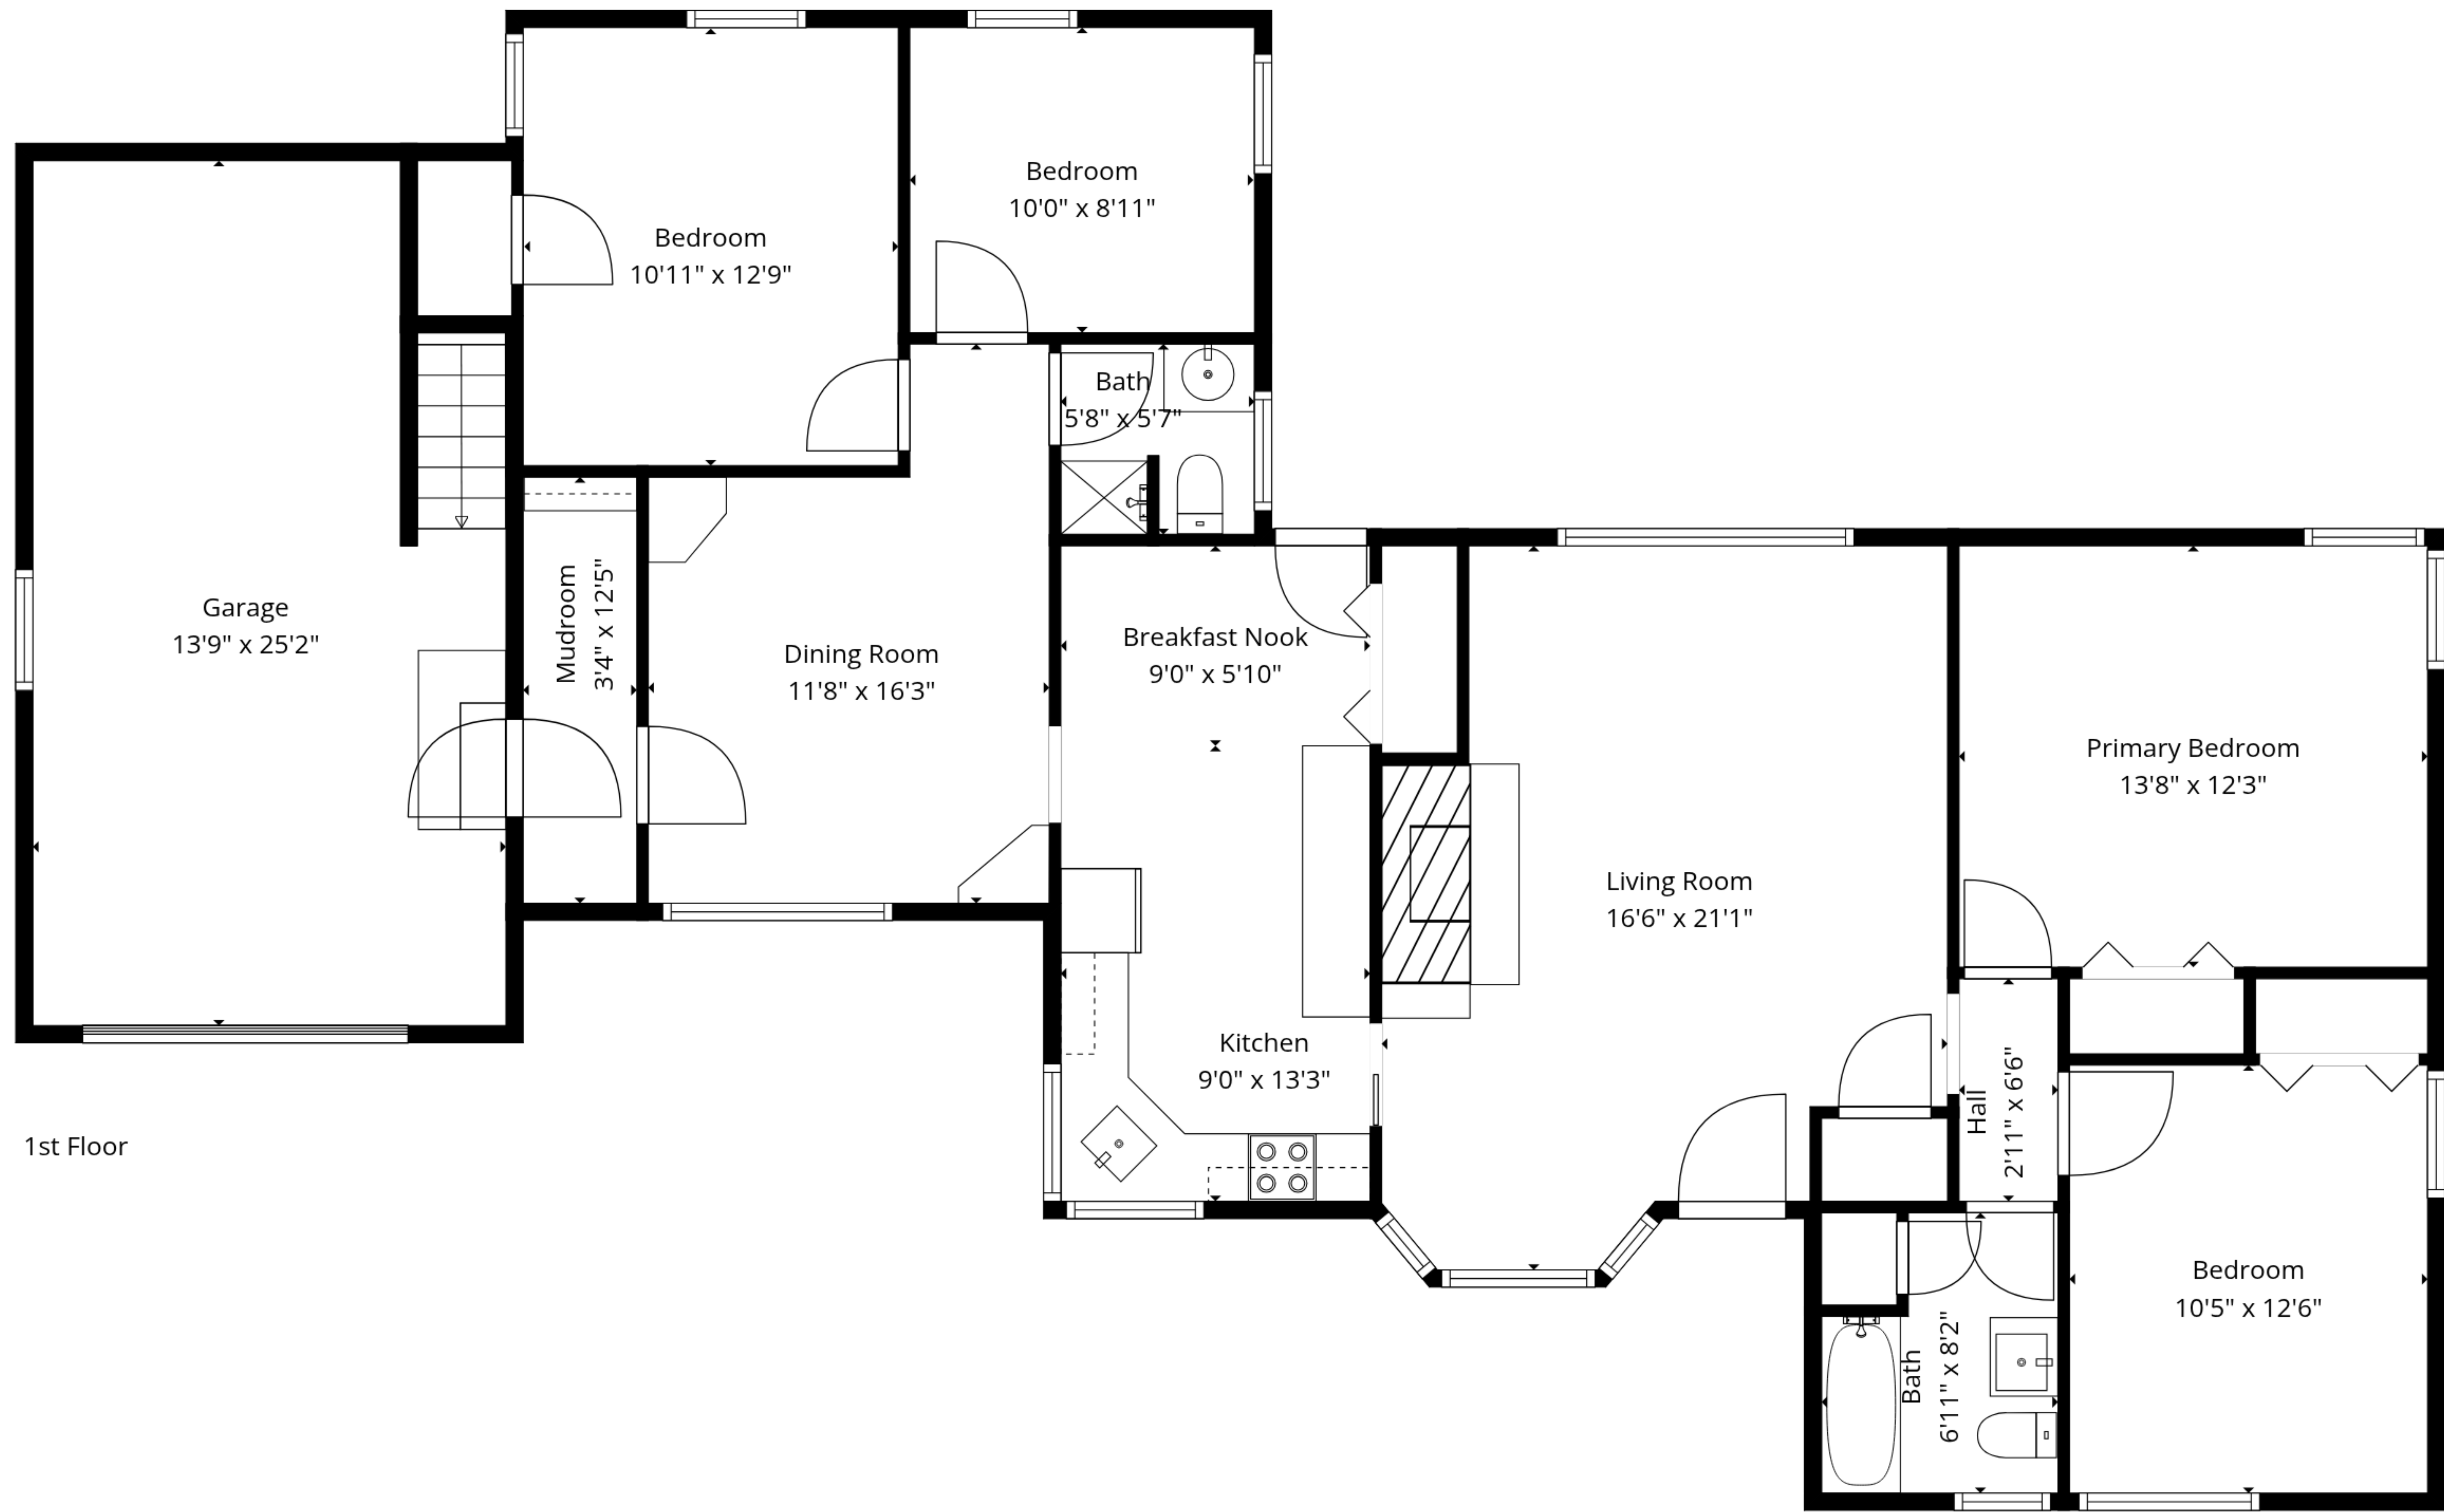 Bedroom
10'0" x 8'11"
Bedroom
10'11" x 12'9"
Bath
5'8" x 5'7"
Garage
13'9" x 25'2"
Mudroom
3'4" x 12'5"
Dining Room
11'8" x 16'3"
Breakfast Nook
9'0" x 5'10"
Primary Bedroom
13'8" x 12'3"
Living Room
16'6" x 21'1"
Kitchen
9'0" x 13'3"
Hall
2'11" x 6'6"
1st Floor
Bedroom
10'5" x 12'6"
Bath
6'11" x 8'2"